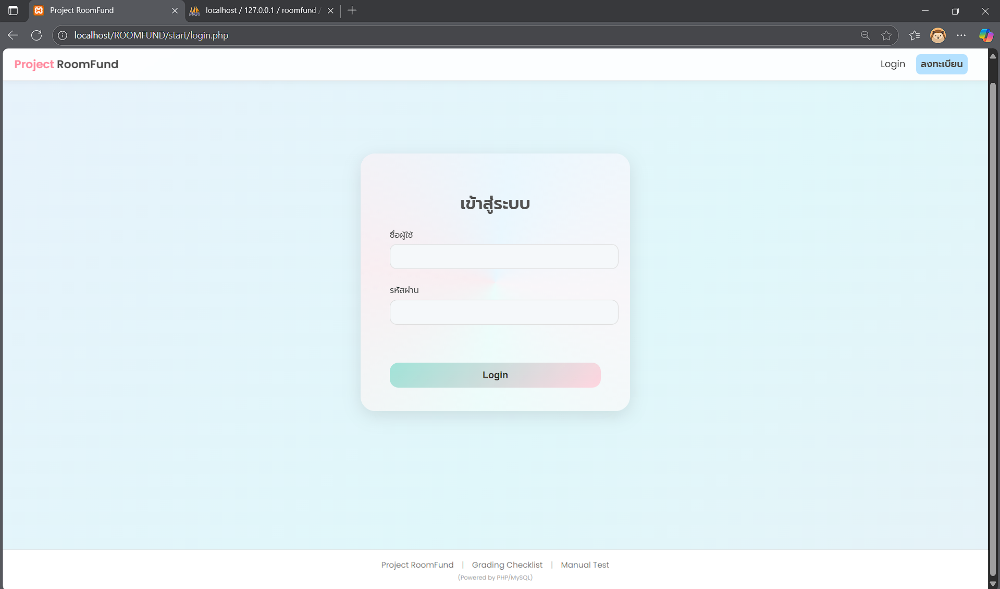 Project RoomFund
localhost / 127.0.0.1 / roomfund /
localhost/ROOMFUND/start/login.php
Project RoomFund
Login
ลงทะเบียน
เข้าสู่ระบบ
ชื่อผู้ใช้
รหัสผ่าน
Login
Project RoomFund | Grading Checklist | Manual Test
(Powered by PHP/MySQL)